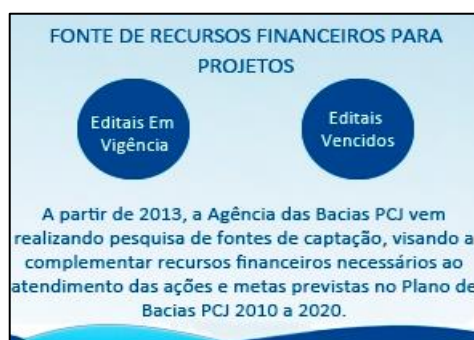 FONTE DE RECURSOS FINANCEIROS PARA
PROJETOS
Editais Em
Vigência
Editais
Vencidos
A partir de 2013, a Agência das Bacias PCJ vem
realizando pesquisa de fontes de captação, visando a
complementar recursos financeiros necessários ao
atendimento das ações e metas previstas no Plano de
Bacias PCJ 2010 a 2020.